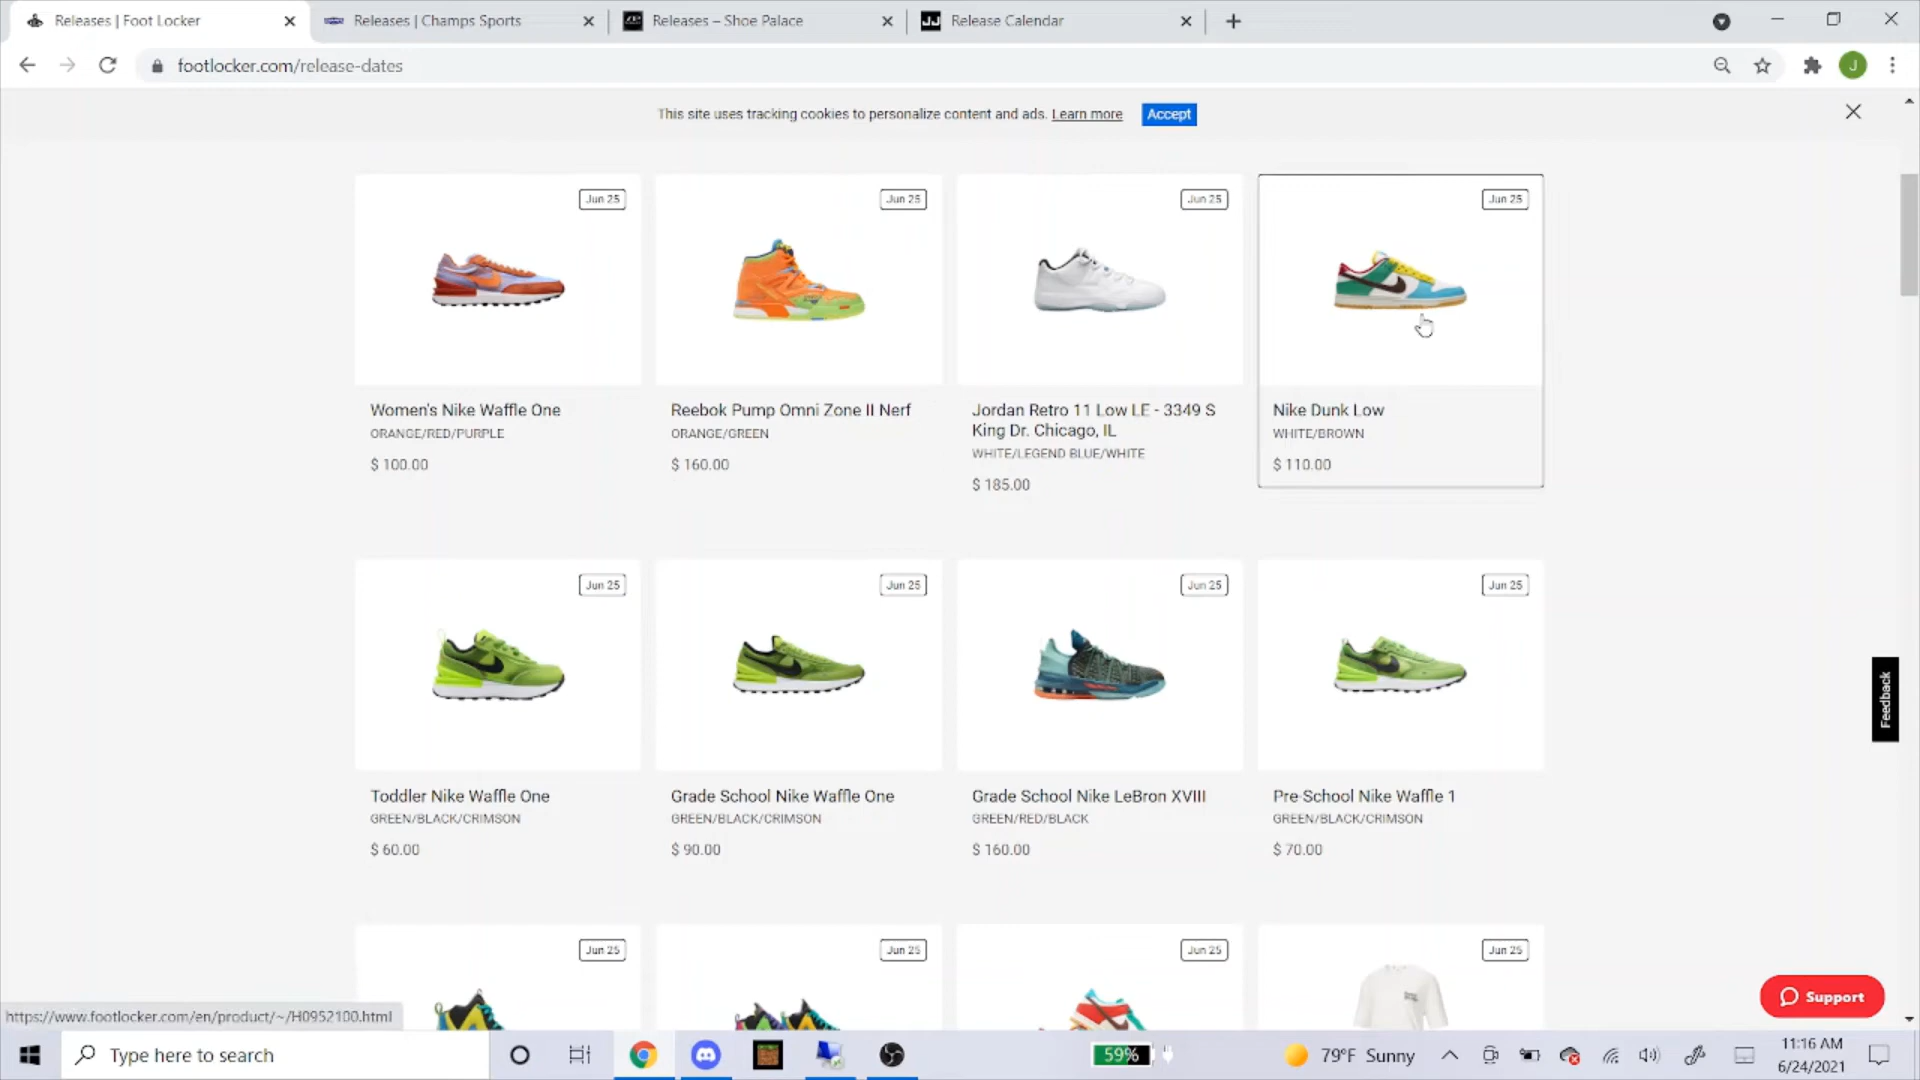 Releases | Foot Locker
Releases | Champs Sports
Releases – Shoe Palace
JJ
Release Calendar
footlocker.com/release-dates
J
This site uses tracking cookies to personalize content and ads. Learn more
Accept
Jun 25
Jun 25
Jun 25
Jun 25
Women's Nike Waffle One
ORANGE/RED/PURPLE
$ 100.00
Reebok Pump Omni Zone II Nerf
ORANGE/GREEN
$ 160.00
Jordan Retro 11 Low LE - 3349 S
King Dr. Chicago, IL
WHITE/LEGEND BLUE/WHITE
$ 185.00
Nike Dunk Low
WHITE/BROWN
$ 110.00
Jun 25
Jun 25
Jun 25
Jun 25
Toddler Nike Waffle One
GREEN/BLACK/CRIMSON
$ 60.00
Grade School Nike Waffle One
GREEN/BLACK/CRIMSON
$ 90.00
Grade School Nike LeBron XVIII
GREEN/RED/BLACK
$ 160.00
Pre-School Nike Waffle 1
GREEN/BLACK/CRIMSON
$ 70.00
Feedback
Jun 25
Jun 25
Jun 25
Jun 25
Support
https://www.footlocker.com/en/product/~/H0952100.html
Type here to search
59%
79°F Sunny
11:16 AM
6/24/2021